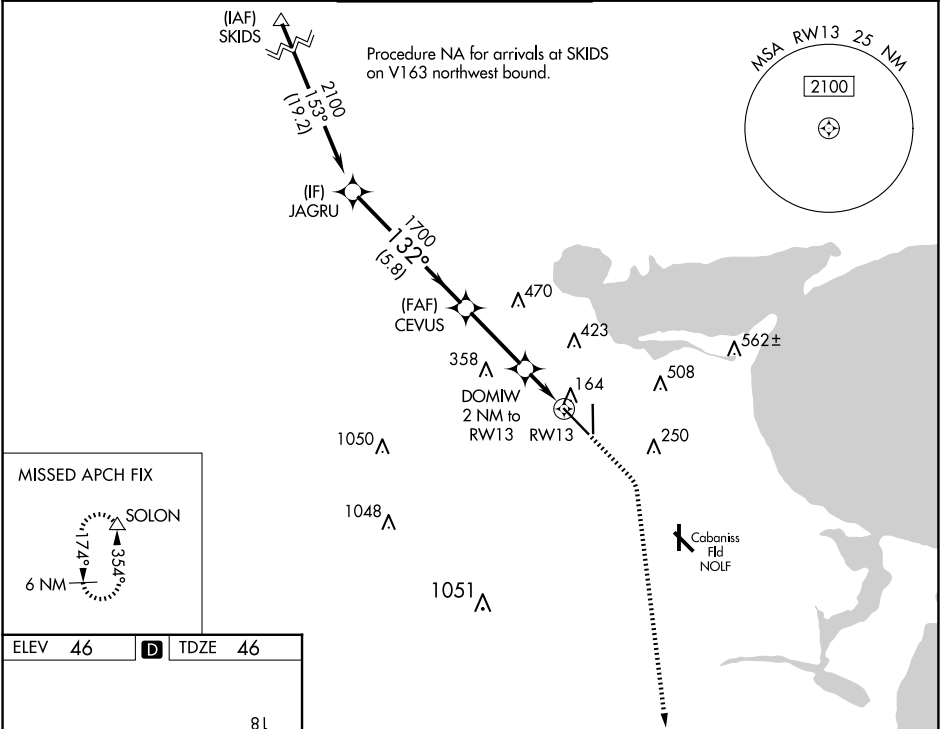 (IAF)
SKIDS
Procedure NA for arrivals at SKIDS
on V163 northwest bound.
MSA RW13 25 NM
2100
2100
153°
(19.2)
(IF)
JAGRU
1700
132°
(5.8)
(FAF)
CEVUS
470
423
562±
358
508
164
DOMIW
2 NM to
RW13
RW13
250
1050
1048
1051
Cabaniss
Fld
NOLF
MISSED APCH FIX
SOLON
174°
354°
6 NM
ELEV 46
D
TDZE 46